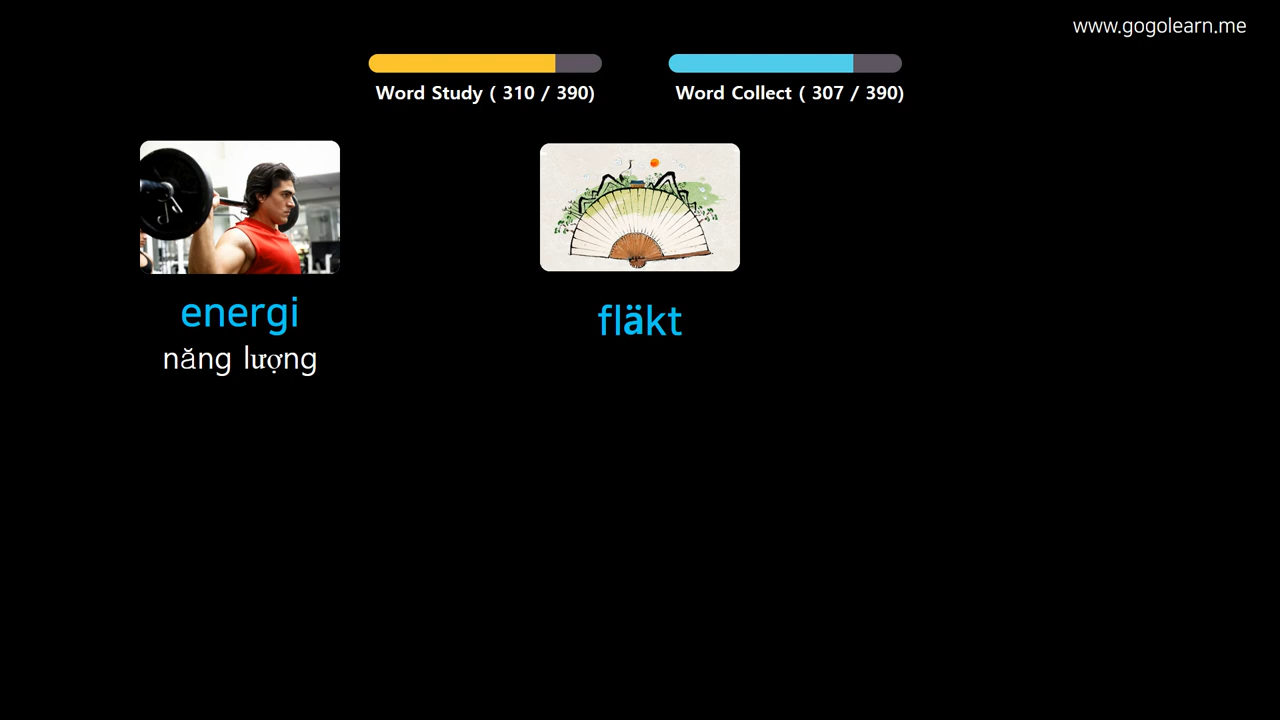 www.gogolearn.me
Word Study ( 310 / 390)
Word Collect ( 307 / 390)
energi
năng lượng
fläkt